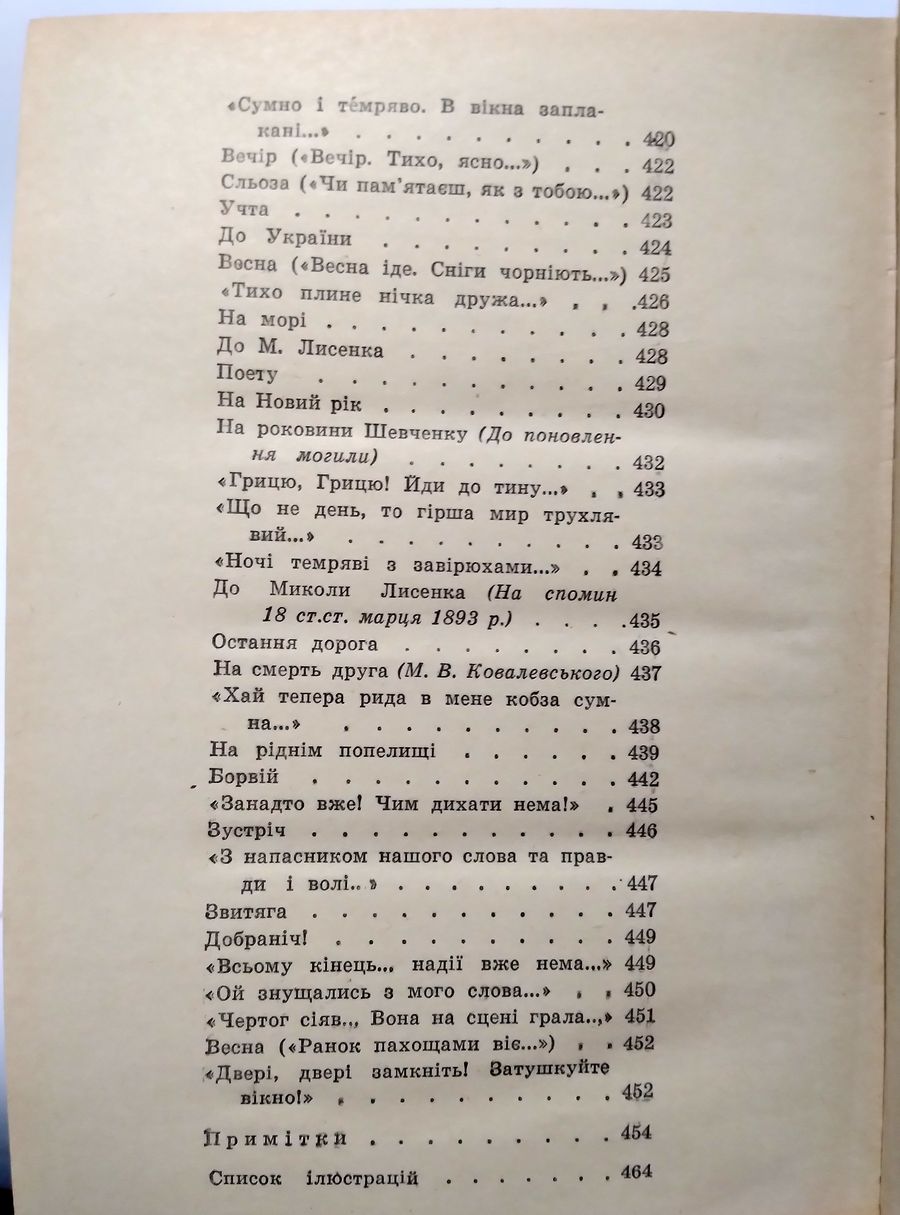 «Сумно і те́мряво. В вікна запла-
кані...» . . . . . . . . . . 420
Вечір («Вечір. Тихо, ясно...») . . . 422
Сльоза («Чи пам'ятаєш, як з тобою...») 422
Учта . . . . . . . . . . . . 423
До України . . . . . . . . . 424
Весна («Весна іде. Сніги чорніють...») 425
«Тихо плине нічка дружа...» . . . 426
На морі . . . . . . . . . . . 428
До М. Лисенка . . . . . . . . 428
Поету . . . . . . . . . . . 429
На Новий рік . . . . . . . . . 430
На роковини Шевченку (До поновлен-
ня могили) . . . . . . . . 432
«Грицю, Грицю! Йди до тину...» . . 433
«Що не день, то гірша мир трухля-
вий...» . . . . . . . . . . 433
«Ночі темряві з завірюхами...» . . 434
До Миколи Лисенка (На спомин
18 ст.ст. марця 1893 р.) . . . . 435
Остання дорога . . . . . . . . 436
На смерть друга (М. В. Ковалевського) 437
«Хай тепера рида в мене кобза сум-
на...» . . . . . . . . . . 438
На ріднім попелищі . . . . . . 439
Борвій . . . . . . . . . . . 442
«Занадто вже! Чим дихати нема!» . 445
Зустріч . . . . . . . . . . . 446
«З напасником нашого слова та прав-
ди і волі...» . . . . . . . . . 447
Звитяга . . . . . . . . . . . 447
Добраніч! . . . . . . . . . . 449
«Всьому кінець... надії вже нема...» 449
«Ой знущались з мого слова...» . . 450
«Чертог сіяв... Вона на сцені грала...» 451
Весна («Ранок пахощами віє...») . . 452
«Двері, двері замкніть! Затушкуйте
вікно!» . . . . . . . . . . 452
Примітки . . . . . . . . . 454
Список ілюстрацій . . . . . . 464